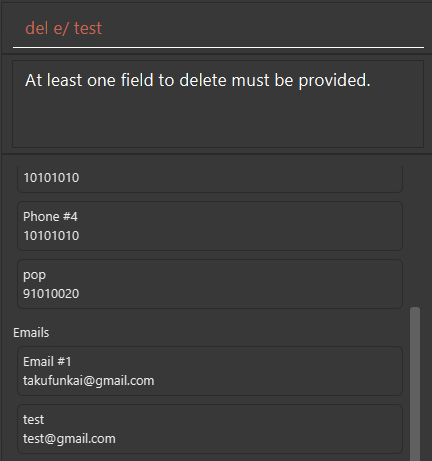 del e/ test
At least one field to delete must be provided.
10101010
Phone #4
10101010
pop
91010020
Emails
Email #1
takufunkai@gmail.com
test
test@gmail.com